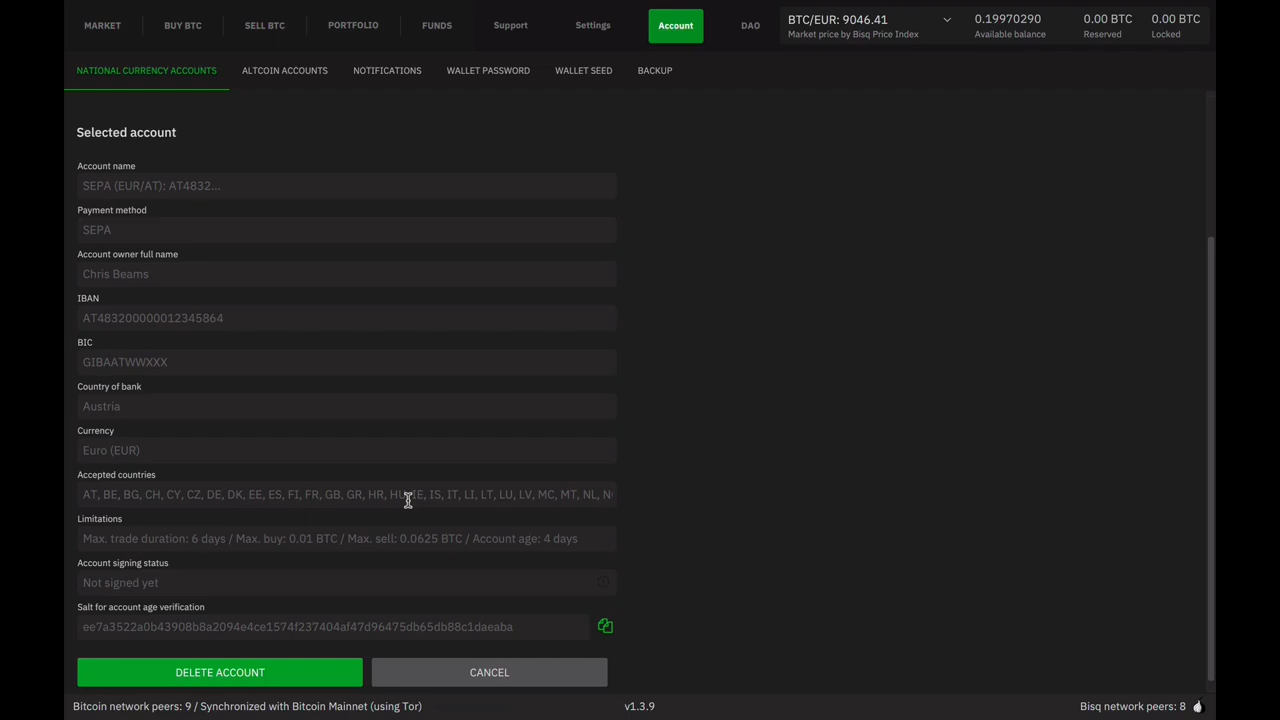 MARKET BUY BTC SELL BTC PORTFOLIO FUNDS Support Settings Account DAO BTC/EUR: 9046.41 0.19970290 0.00 BTC 0.00 BTC
Market price by Bisq Price Index Available balance Reserved Locked
NATIONAL CURRENCY ACCOUNTS ALTCOIN ACCOUNTS NOTIFICATIONS WALLET PASSWORD WALLET SEED BACKUP
Selected account
Account name
SEPA (EUR/AT): AT4832...
Payment method
SEPA
Account owner full name
Chris Beams
IBAN
AT483200000012345864
BIC
GIBAATWWXXX
Country of bank
Austria
Currency
Euro (EUR)
Accepted countries
AT, BE, BG, CH, CY, CZ, DE, DK, EE, ES, FI, FR, GB, GR, HR, HU, IE, IS, IT, LI, LT, LU, LV, MC, MT, NL,
Limitations
Max. trade duration: 6 days / Max. buy: 0.01 BTC / Max. sell: 0.0625 BTC / Account age: 4 days
Account signing status
Not signed yet
Salt for account age verification
ee7a3522a0b43908b8a2094e4ce1574f237404af47d96475db65db88c1daeaba
DELETE ACCOUNT CANCEL
Bitcoin network peers: 9 / Synchronized with Bitcoin Mainnet (using Tor) v1.3.9 Bisq network peers: 8